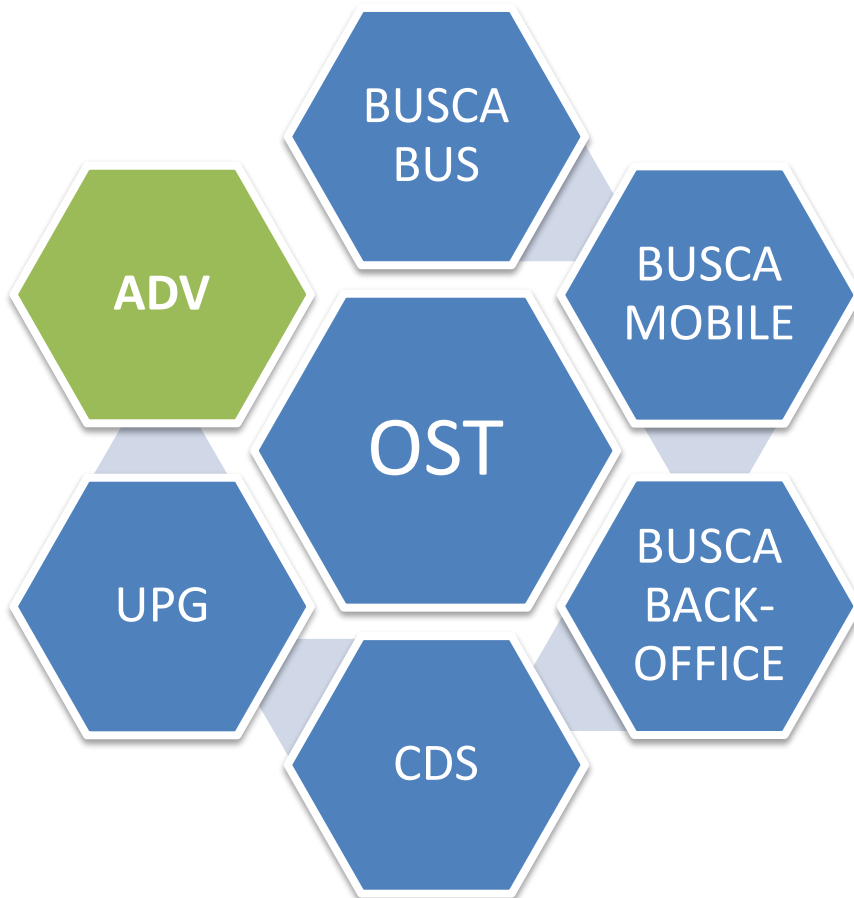 BUSCA
BUS
ADV
BUSCA
MOBILE
OST
UPG
BUSCA
BACK-
OFFICE
CDS